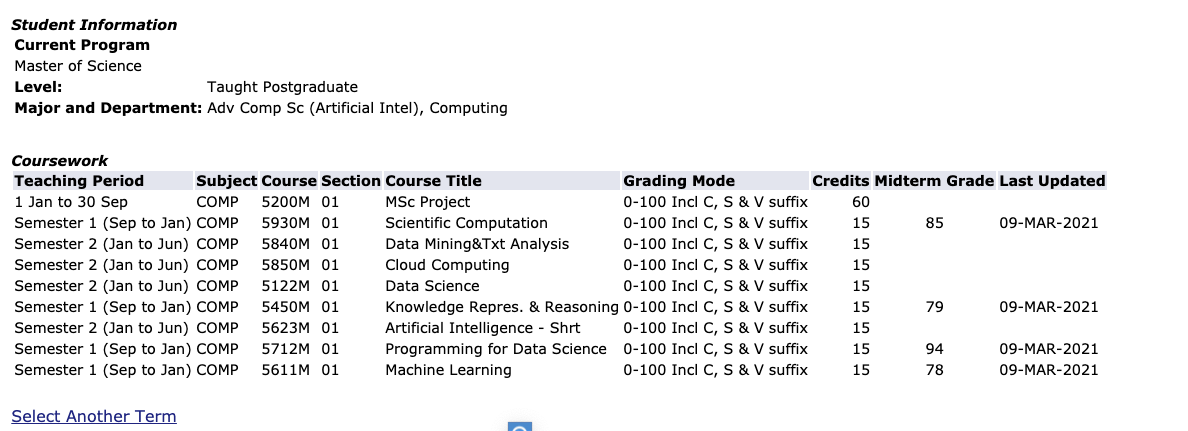 Student Information
Current Program
Master of Science
Level: Taught Postgraduate
Major and Department: Adv Comp Sc (Artificial Intel), Computing
Coursework
Teaching Period Subject Course Section Course Title Grading Mode Credits Midterm Grade Last Updated
1 Jan to 30 Sep COMP 5200M 01 MSc Project 0-100 Incl C, S & V suffix 60
Semester 1 (Sep to Jan) COMP 5930M 01 Scientific Computation 0-100 Incl C, S & V suffix 15 85 09-MAR-2021
Semester 2 (Jan to Jun) COMP 5840M 01 Data Mining&Txt Analysis 0-100 Incl C, S & V suffix 15
Semester 2 (Jan to Jun) COMP 5850M 01 Cloud Computing 0-100 Incl C, S & V suffix 15
Semester 2 (Jan to Jun) COMP 5122M 01 Data Science 0-100 Incl C, S & V suffix 15
Semester 1 (Sep to Jan) COMP 5450M 01 Knowledge Repres. & Reasoning 0-100 Incl C, S & V suffix 15 79 09-MAR-2021
Semester 2 (Jan to Jun) COMP 5623M 01 Artificial Intelligence - Shrt 0-100 Incl C, S & V suffix 15
Semester 1 (Sep to Jan) COMP 5712M 01 Programming for Data Science 0-100 Incl C, S & V suffix 15 94 09-MAR-2021
Semester 1 (Sep to Jan) COMP 5611M 01 Machine Learning 0-100 Incl C, S & V suffix 15 78 09-MAR-2021
Select Another Term